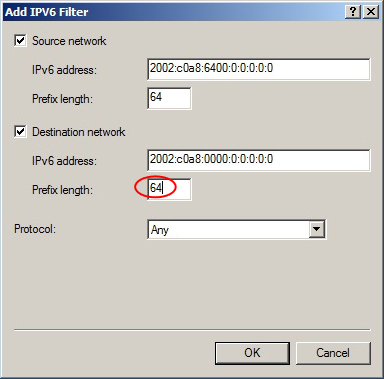 Add IPV6 Filter
Source network
IPv6 address: 2002:c0a8:6400:0:0:0:0:0
Prefix length: 64
Destination network
IPv6 address: 2002:c0a8:0000:0:0:0:0:0
Prefix length: 64
Protocol: Any
OK Cancel